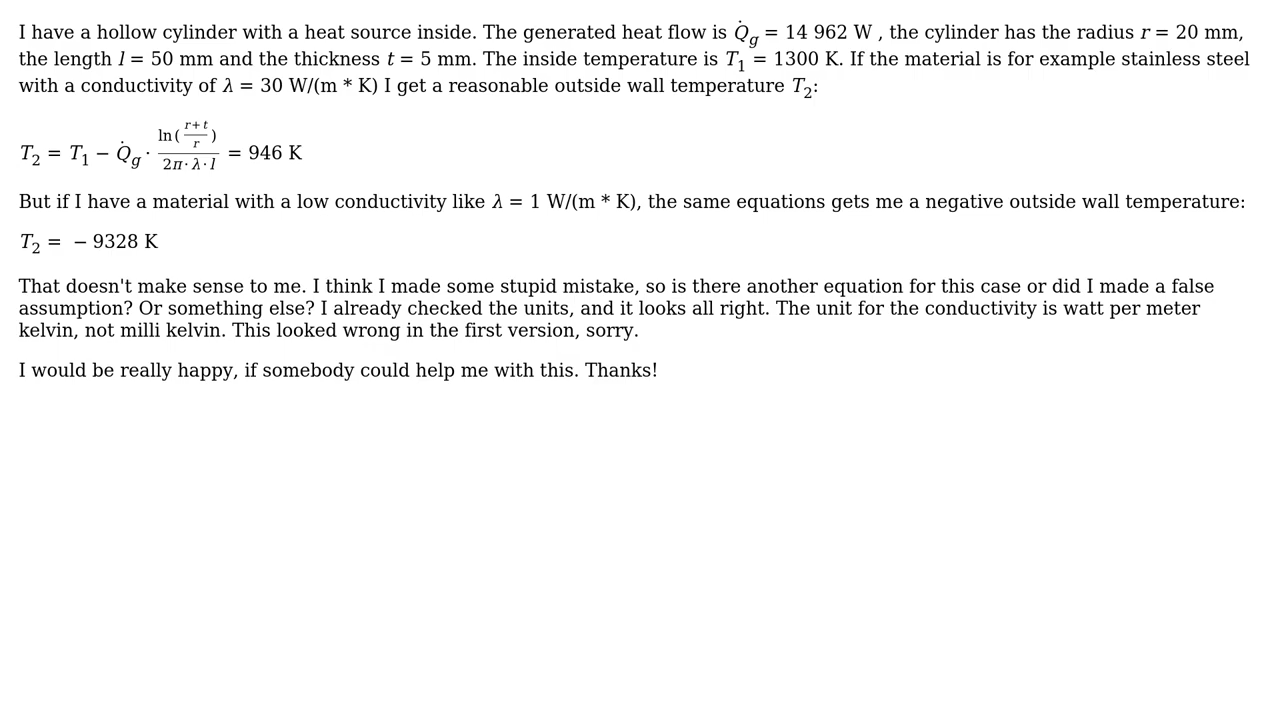 I have a hollow cylinder with a heat source inside. The generated heat flow is Q̇_g = 14 962 W , the cylinder has the radius r = 20 mm,
the length l = 50 mm and the thickness t = 5 mm. The inside temperature is T_1 = 1300 K. If the material is for example stainless steel
with a conductivity of λ = 30 W/(m * K) I get a reasonable outside wall temperature T_2:
T_2 = T_1 − Q̇_g · ln((r+t)/r) / (2π·λ·l) = 946 K
But if I have a material with a low conductivity like λ = 1 W/(m * K), the same equations gets me a negative outside wall temperature:
T_2 = − 9328 K
That doesn't make sense to me. I think I made some stupid mistake, so is there another equation for this case or did I made a false
assumption? Or something else? I already checked the units, and it looks all right. The unit for the conductivity is watt per meter
kelvin, not milli kelvin. This looked wrong in the first version, sorry.
I would be really happy, if somebody could help me with this. Thanks!